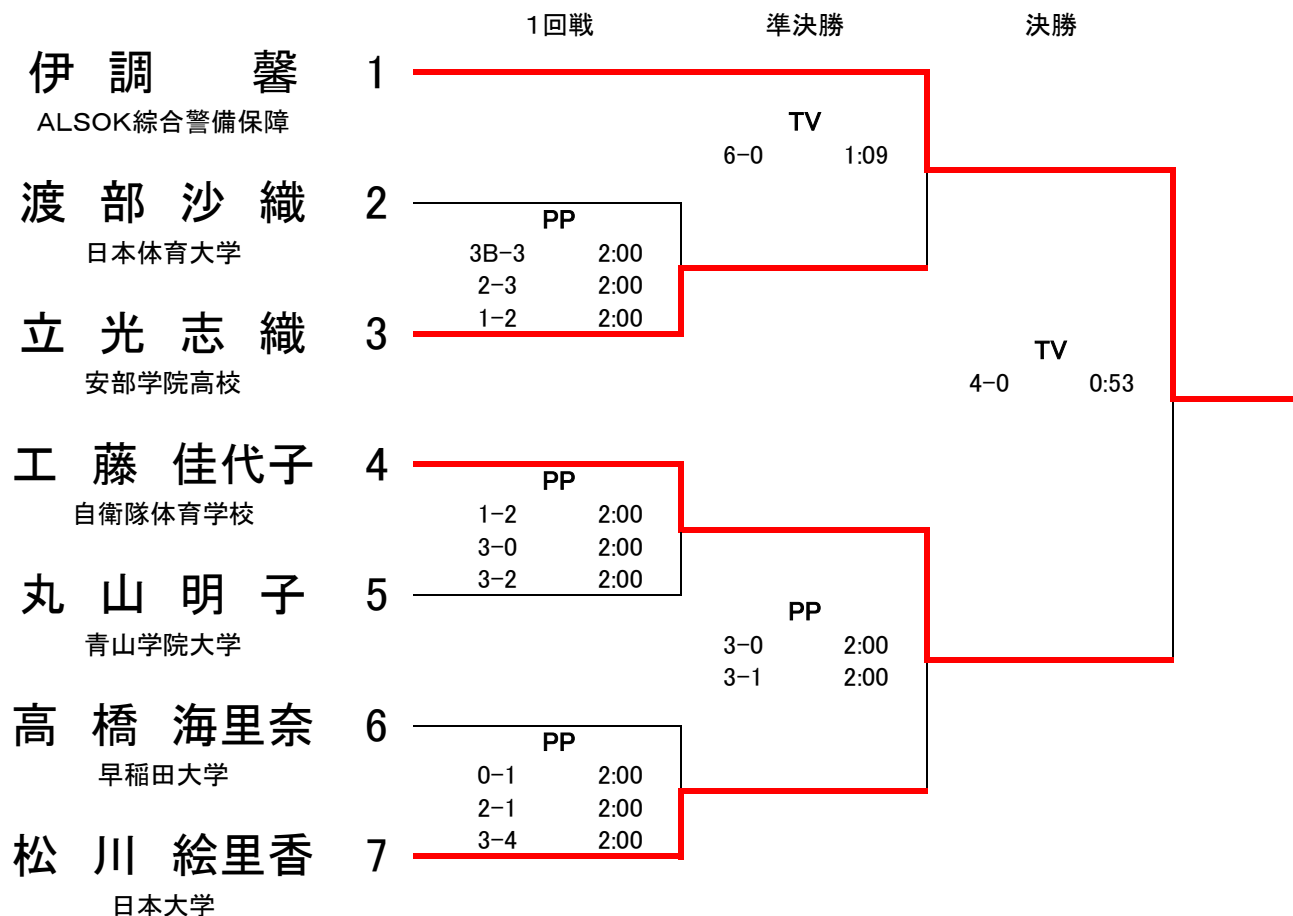 1回戦 準決勝 決勝
伊調 馨 1
ALSOK綜合警備保障
TV
6-0 1:09
渡部沙織 2
日本体育大学
PP
3B-3 2:00
2-3 2:00
1-2 2:00
立光志織 3
安部学院高校
TV
4-0 0:53
工藤佳代子 4
自衛隊体育学校
PP
1-2 2:00
3-0 2:00
3-2 2:00
丸山明子 5
青山学院大学
PP
3-0 2:00
3-1 2:00
高橋海里奈 6
早稲田大学
PP
0-1 2:00
2-1 2:00
3-4 2:00
松川絵里香 7
日本大学